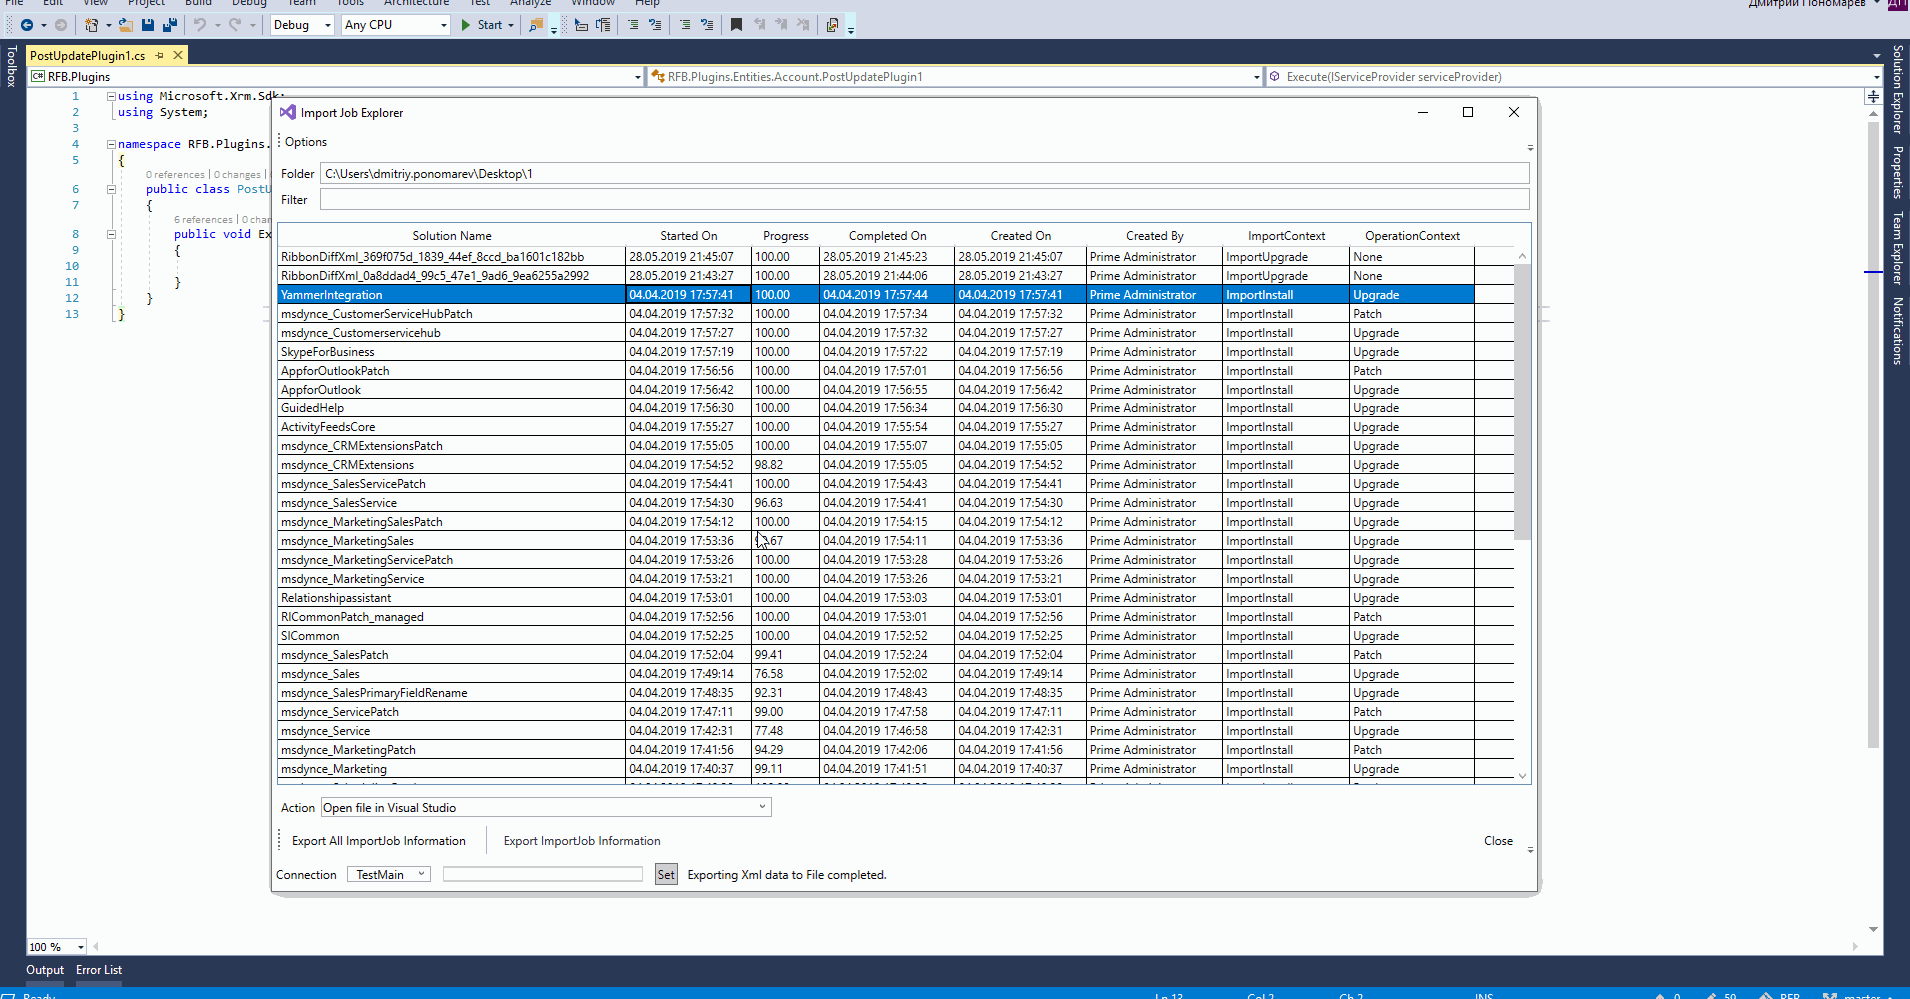 File Edit View Project Build Debug Team Tools Architecture Test Analyze Window Help
Дмитрий Пономарев ДП
Debug Any CPU Start
Toolbox
PostUpdatePlugin1.cs
C# RFB.Plugins RFB.Plugins.Entities.Account.PostUpdatePlugin1 Execute(IServiceProvider serviceProvider)
1 using Microsoft.Xrm.Sdk;
2 using System;
3
4 namespace RFB.Plugins.
5 {
0 references | 0 changes |
6 public class PostU
7 {
6 references | 0 chan
8 public void Ex
9 {
10
11 }
12 }
13 }
Import Job Explorer
Options
Folder C:\Users\dmitriy.ponomarev\Desktop\1
Filter
Solution Name Started On Progress Completed On Created On Created By ImportContext OperationContext
RibbonDiffXml_369f075d_1839_44ef_8ccd_ba1601c182bb 28.05.2019 21:45:07 100.00 28.05.2019 21:45:23 28.05.2019 21:45:07 Prime Administrator ImportUpgrade None
RibbonDiffXml_0a8ddad4_99c5_47e1_9ad6_9ea6255a2992 28.05.2019 21:43:27 100.00 28.05.2019 21:44:06 28.05.2019 21:43:27 Prime Administrator ImportUpgrade None
YammerIntegration 04.04.2019 17:57:41 100.00 04.04.2019 17:57:44 04.04.2019 17:57:41 Prime Administrator ImportInstall Upgrade
msdynce_CustomerServiceHubPatch 04.04.2019 17:57:32 100.00 04.04.2019 17:57:34 04.04.2019 17:57:32 Prime Administrator ImportInstall Patch
msdynce_Customerservicehub 04.04.2019 17:57:27 100.00 04.04.2019 17:57:32 04.04.2019 17:57:27 Prime Administrator ImportInstall Upgrade
SkypeForBusiness 04.04.2019 17:57:19 100.00 04.04.2019 17:57:22 04.04.2019 17:57:19 Prime Administrator ImportInstall Upgrade
AppforOutlookPatch 04.04.2019 17:56:56 100.00 04.04.2019 17:57:01 04.04.2019 17:56:56 Prime Administrator ImportInstall Patch
AppforOutlook 04.04.2019 17:56:42 100.00 04.04.2019 17:56:55 04.04.2019 17:56:42 Prime Administrator ImportInstall Upgrade
GuidedHelp 04.04.2019 17:56:30 100.00 04.04.2019 17:56:34 04.04.2019 17:56:30 Prime Administrator ImportInstall Upgrade
ActivityFeedsCore 04.04.2019 17:55:27 100.00 04.04.2019 17:55:54 04.04.2019 17:55:27 Prime Administrator ImportInstall Upgrade
msdynce_CRMExtensionsPatch 04.04.2019 17:55:05 100.00 04.04.2019 17:55:07 04.04.2019 17:55:05 Prime Administrator ImportInstall Upgrade
msdynce_CRMExtensions 04.04.2019 17:54:52 98.82 04.04.2019 17:55:05 04.04.2019 17:54:52 Prime Administrator ImportInstall Upgrade
msdynce_SalesServicePatch 04.04.2019 17:54:41 100.00 04.04.2019 17:54:43 04.04.2019 17:54:41 Prime Administrator ImportInstall Upgrade
msdynce_SalesService 04.04.2019 17:54:30 96.63 04.04.2019 17:54:41 04.04.2019 17:54:30 Prime Administrator ImportInstall Upgrade
msdynce_MarketingSalesPatch 04.04.2019 17:54:12 100.00 04.04.2019 17:54:15 04.04.2019 17:54:12 Prime Administrator ImportInstall Upgrade
msdynce_MarketingSales 04.04.2019 17:53:36 04.04.2019 17:54:11 04.04.2019 17:53:36 Prime Administrator ImportInstall Upgrade
msdynce_MarketingServicePatch 04.04.2019 17:53:26 100.00 04.04.2019 17:53:28 04.04.2019 17:53:26 Prime Administrator ImportInstall Upgrade
msdynce_MarketingService 04.04.2019 17:53:21 100.00 04.04.2019 17:53:26 04.04.2019 17:53:21 Prime Administrator ImportInstall Upgrade
Relationshipassistant 04.04.2019 17:53:01 100.00 04.04.2019 17:53:03 04.04.2019 17:53:01 Prime Administrator ImportInstall Upgrade
RICommonPatch_managed 04.04.2019 17:52:56 100.00 04.04.2019 17:53:01 04.04.2019 17:52:56 Prime Administrator ImportInstall Patch
SICommon 04.04.2019 17:52:25 100.00 04.04.2019 17:52:52 04.04.2019 17:52:25 Prime Administrator ImportInstall Upgrade
msdynce_SalesPatch 04.04.2019 17:52:04 99.41 04.04.2019 17:52:24 04.04.2019 17:52:04 Prime Administrator ImportInstall Patch
msdynce_Sales 04.04.2019 17:49:14 76.58 04.04.2019 17:52:02 04.04.2019 17:49:14 Prime Administrator ImportInstall Upgrade
msdynce_SalesPrimaryFieldRename 04.04.2019 17:48:35 92.31 04.04.2019 17:48:43 04.04.2019 17:48:35 Prime Administrator ImportInstall Upgrade
msdynce_ServicePatch 04.04.2019 17:47:11 99.00 04.04.2019 17:47:58 04.04.2019 17:47:11 Prime Administrator ImportInstall Patch
msdynce_Service 04.04.2019 17:42:31 77.48 04.04.2019 17:46:58 04.04.2019 17:42:31 Prime Administrator ImportInstall Upgrade
msdynce_MarketingPatch 04.04.2019 17:41:56 94.29 04.04.2019 17:42:06 04.04.2019 17:41:56 Prime Administrator ImportInstall Patch
msdynce_Marketing 04.04.2019 17:40:37 99.11 04.04.2019 17:41:51 04.04.2019 17:40:37 Prime Administrator ImportInstall Upgrade
Action Open file in Visual Studio
Export All ImportJob Information Export ImportJob Information Close
Connection TestMain Set Exporting Xml data to File completed.
Solution Explorer
Properties
Team Explorer
Notifications
100 %
Output Error List
Ready Ln 13 Col 2 Ch 2 INS 0 59 RFB master